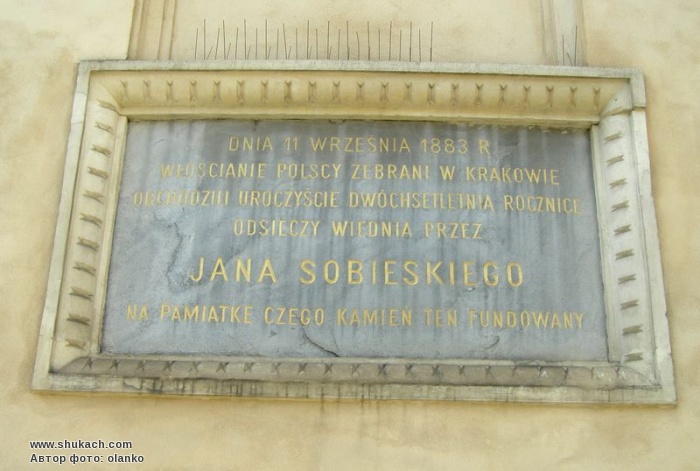 DNIA 11 WRZEŚNIA 1883 R.
WŁOŚCIANIE POLSCY ZEBRANI W KRAKOWIE
OBCHODZILI UROCZYŚCIE DWÓCHSETLETNIĄ ROCZNICĘ
ODSIECZY WIEDNIA PRZEZ
JANA SOBIESKIEGO
NA PAMIĄTKĘ CZEGO KAMIEŃ TEN FUNDOWANY
www.shukach.com
Автор фото: olanko